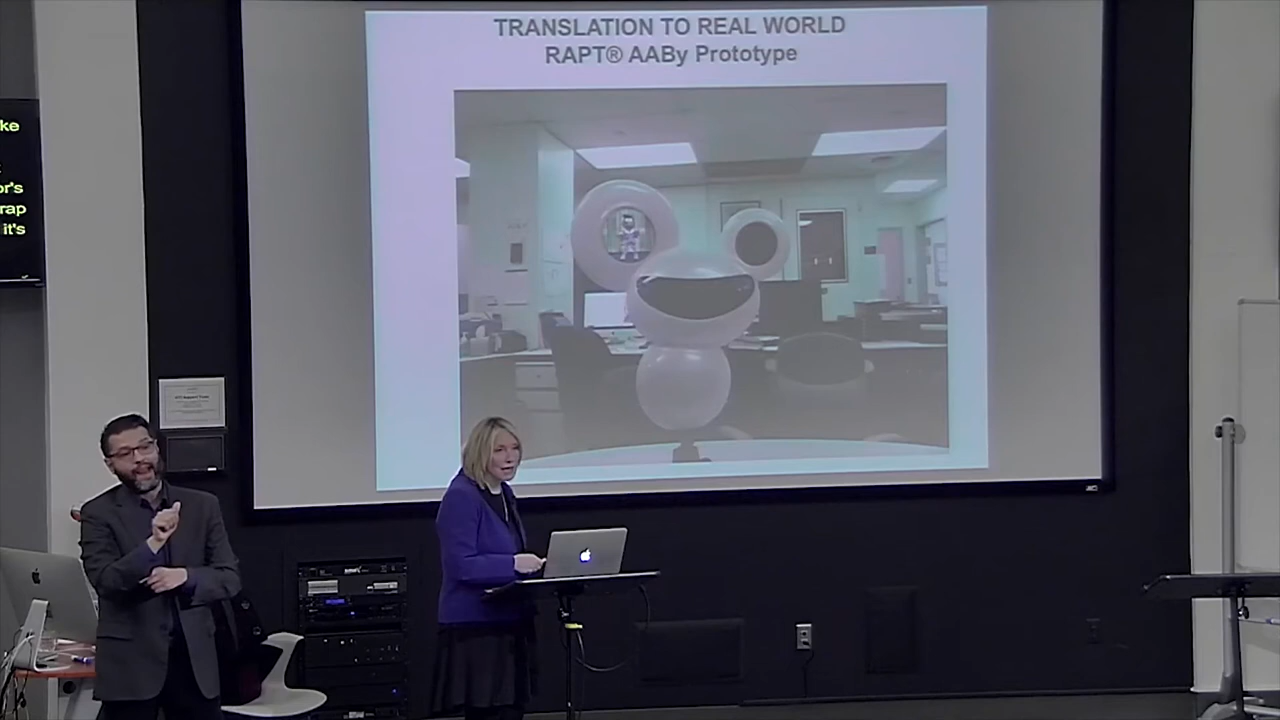 TRANSLATION TO REAL WORLD
RAPT® AABy Prototype
ke
or's
rap
it's